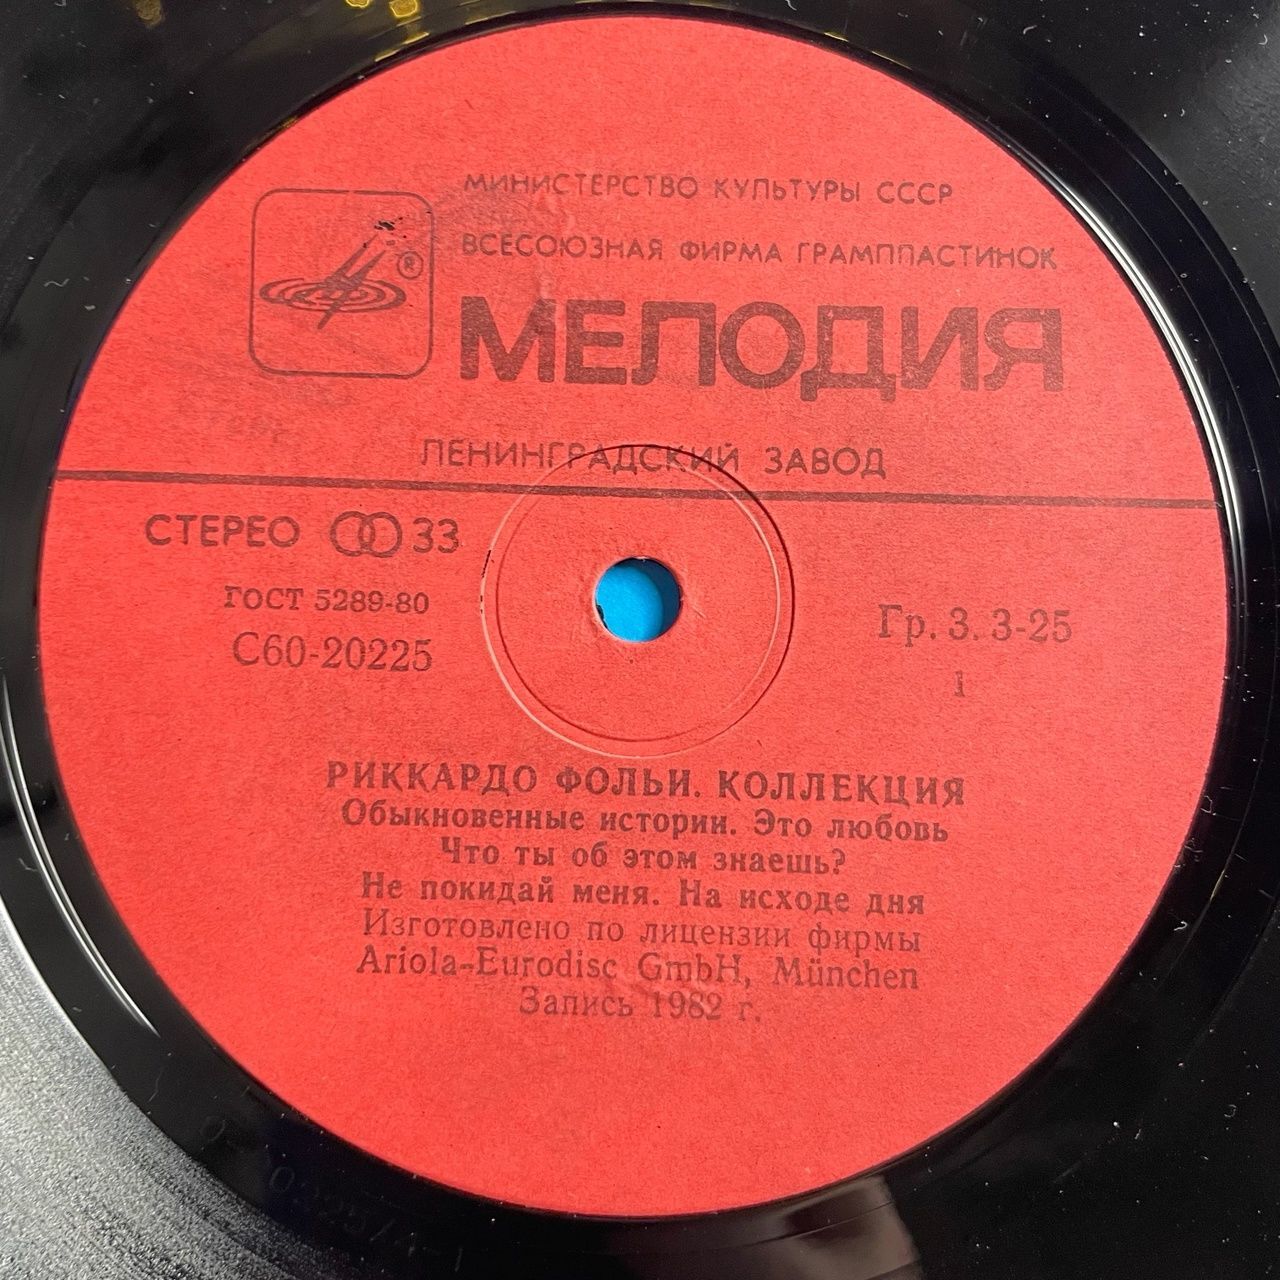 МИНИСТЕРСТВО КУЛЬТУРЫ СССР
ВСЕСОЮЗНАЯ ФИРМА ГРАМПЛАСТИНОК
®
МЕЛОДИЯ
ЛЕНИНГРАДСКИЙ ЗАВОД
СТЕРЕО 33
ГОСТ 5289-80
С60-20225
Гр. 3. 3-25
1
РИККАРДО ФОЛЬИ. КОЛЛЕКЦИЯ
Обыкновенные истории. Это любовь
Что ты об этом знаешь?
Не покидай меня. На исходе дня
Изготовлено по лицензии фирмы
Ariola-Eurodisc GmbH, München
Запись 1982 г.